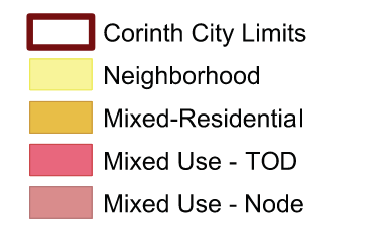 Corinth City Limits
Neighborhood
Mixed-Residential
Mixed Use - TOD
Mixed Use - Node